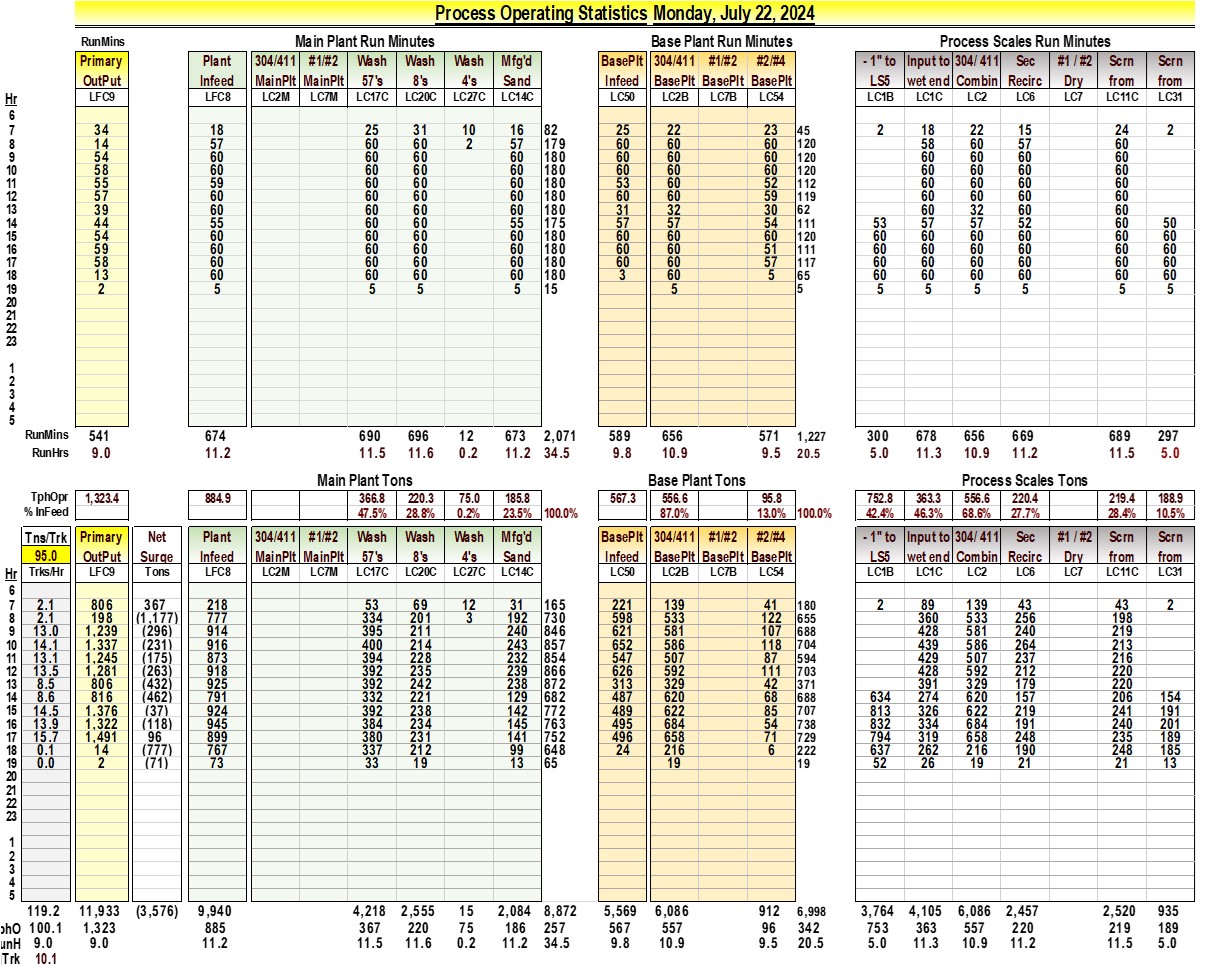 Process Operating Statistics Monday, July 22, 2024
RunMins Main Plant Run Minutes Base Plant Run Minutes Process Scales Run Minutes
Primary Plant 304/411 #1/#2 Wash Wash Wash Mfg'd BasePlt 304/411 #1/#2 #2/#4 - 1" to Input to 304/ 411 Sec #1 / #2 Scrn Scrn
OutPut Infeed MainPlt MainPlt 57's 8's 4's Sand Infeed BasePlt BasePlt BasePlt LS5 wet end Combin Recirc Dry from from
Hr LFC9 LFC8 LC2M LC7M LC17C LC20C LC27C LC14C LC50 LC2B LC7B LC54 LC1B LC1C LC2 LC6 LC7 LC11C LC31
6
7 34 18 25 31 10 16 82 25 22 23 45 2 18 22 15 24 2
8 14 57 60 60 2 57 179 60 60 60 120 58 60 57 60
9 54 60 60 60 60 180 60 60 60 120 60 60 60 60
10 58 60 60 60 60 180 60 60 60 120 60 60 60 60
11 55 59 60 60 60 180 53 60 52 112 60 60 60 60
12 57 60 60 60 60 180 60 60 59 119 60 60 60 60
13 39 60 60 60 60 180 31 32 30 62 60 32 60 60
14 44 55 60 60 55 175 57 57 54 111 53 57 57 52 60 50
15 54 60 60 60 60 180 60 60 60 120 60 60 60 60 60 60
16 59 60 60 60 60 180 60 60 51 111 60 60 60 60 60 60
17 58 60 60 60 60 180 60 60 57 117 60 60 60 60 60 60
18 13 60 60 60 60 180 3 60 5 65 60 60 60 60 60 60
19 2 5 5 5 5 15 5 5 5 5 5 5 5 5
20
21
22
23
1
2
3
4
5
RunMins 541 674 690 696 12 673 2,071 589 656 571 1,227 300 678 656 669 689 297
RunHrs 9.0 11.2 11.5 11.6 0.2 11.2 34.5 9.8 10.9 9.5 20.5 5.0 11.3 10.9 11.2 11.5 5.0
Main Plant Tons Base Plant Tons Process Scales Tons
TphOpr 1,323.4 884.9 366.8 220.3 75.0 185.8 567.3 556.6 95.8 752.8 363.3 556.6 220.4 219.4 188.9
% InFeed 47.5% 28.8% 0.2% 23.5% 100.0% 87.0% 13.0% 100.0% 42.4% 46.3% 68.6% 27.7% 28.4% 10.5%
Tns/Trk Primary Net Plant 304/411 #1/#2 Wash Wash Wash Mfg'd BasePlt 304/411 #1/#2 #2/#4 - 1" to Input to 304/ 411 Sec #1 / #2 Scrn Scrn
95.0 OutPut Surge Infeed MainPlt MainPlt 57's 8's 4's Sand Infeed BasePlt BasePlt BasePlt LS5 wet end Combin Recirc Dry from from
Hr Trks/Hr LFC9 Tons LFC8 LC2M LC7M LC17C LC20C LC27C LC14C LC50 LC2B LC7B LC54 LC1B LC1C LC2 LC6 LC7 LC11C LC31
6
7 2.1 806 367 218 53 69 12 31 165 221 139 41 180 2 89 139 43 43 2
8 2.1 198 (1,177) 777 334 201 3 192 730 598 533 122 655 360 533 256 198
9 13.0 1,239 (296) 914 395 211 240 846 621 581 107 688 428 581 240 219
10 14.1 1,337 (231) 916 400 214 243 857 652 586 118 704 439 586 264 213
11 13.1 1,245 (175) 873 394 228 232 854 547 507 87 594 429 507 237 216
12 13.5 1,281 (263) 918 392 235 239 866 626 592 111 703 428 592 212 220
13 8.5 806 (432) 925 392 242 238 872 313 329 42 371 391 329 179 220
14 8.6 816 (462) 791 332 221 129 682 487 620 68 688 634 274 620 157 206 154
15 14.5 1,376 (37) 924 392 238 142 772 489 622 85 707 813 326 622 219 241 191
16 13.9 1,322 (118) 945 384 234 145 763 495 684 54 738 832 334 684 191 240 201
17 15.7 1,491 96 899 380 231 141 752 496 658 71 729 794 319 658 248 235 189
18 0.1 14 (777) 767 337 212 99 648 24 216 6 222 637 262 216 190 248 185
19 0.0 2 (71) 73 33 19 13 65 19 19 52 26 19 21 21 13
20
21
22
23
1
2
3
4
5
119.2 11,933 (3,576) 9,940 4,218 2,555 15 2,084 8,872 5,569 6,086 912 6,998 3,764 4,105 6,086 2,457 2,520 935
phO 100.1 1,323 885 367 220 75 186 257 567 557 96 342 753 363 557 220 219 189
unH 9.0 9.0 11.2 11.5 11.6 0.2 11.2 34.5 9.8 10.9 9.5 20.5 5.0 11.3 10.9 11.2 11.5 5.0
Trk 10.1